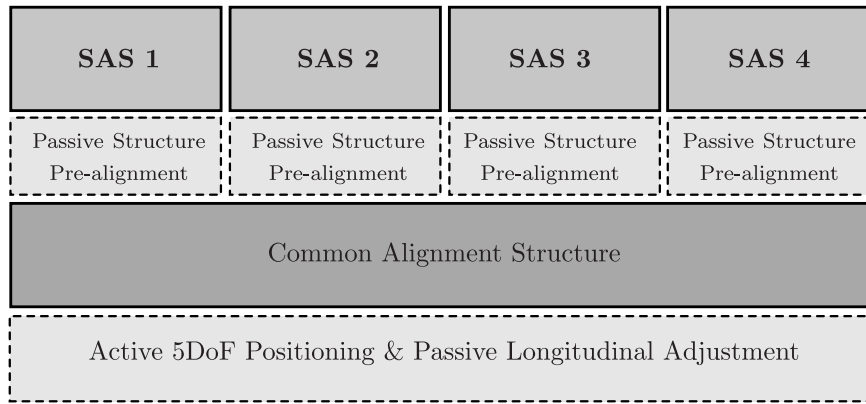 SAS 1
SAS 2
SAS 3
SAS 4
Passive Structure
Pre-alignment
Passive Structure
Pre-alignment
Passive Structure
Pre-alignment
Passive Structure
Pre-alignment
Common Alignment Structure
Active 5DoF Positioning & Passive Longitudinal Adjustment